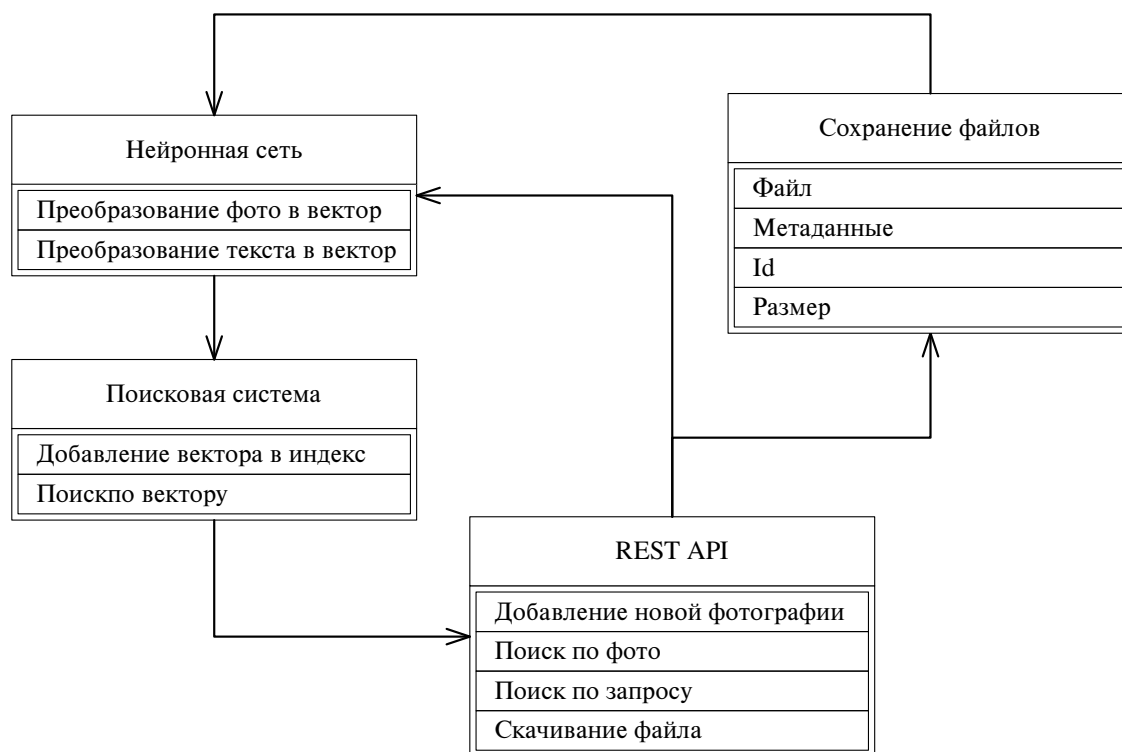 Нейронная сеть
Преобразование фото в вектор
Преобразование текста в вектор
Сохранение файлов
Файл
Метаданные
Id
Размер
Поисковая система
Добавление вектора в индекс
Поискпо вектору
REST API
Добавление новой фотографии
Поиск по фото
Поиск по запросу
Скачивание файла